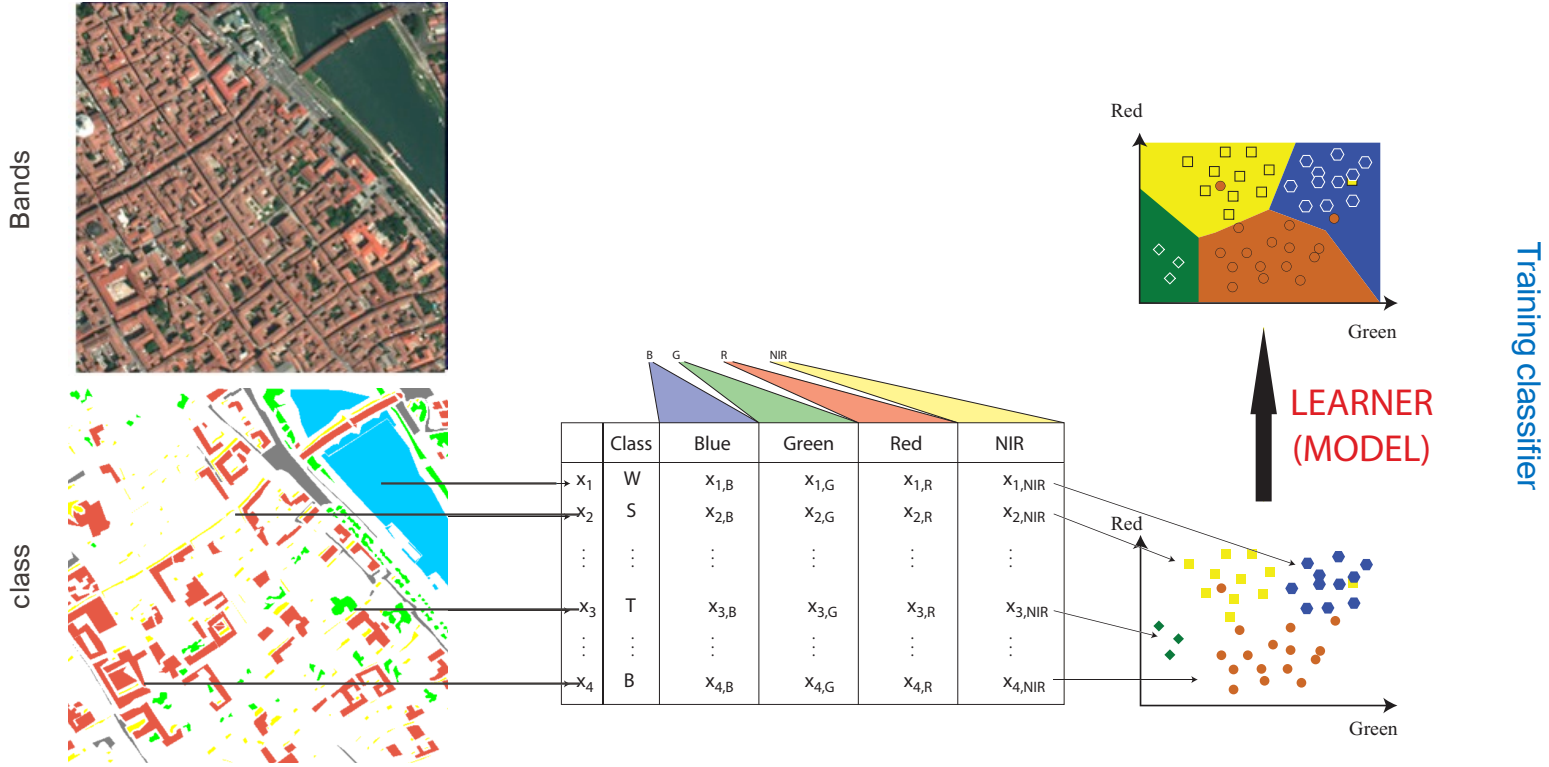 Bands
class
B G R NIR
Class Blue Green Red NIR
x1 W x1,B x1,G x1,R x1,NIR
x2 S x2,B x2,G x2,R x2,NIR
⋮ ⋮ ⋮ ⋮ ⋮ ⋮
x3 T x3,B x3,G x3,R x3,NIR
⋮ ⋮ ⋮ ⋮ ⋮ ⋮
x4 B x4,B x4,G x4,R x4,NIR
Red
Green
LEARNER
(MODEL)
Red
Green
Training classifier